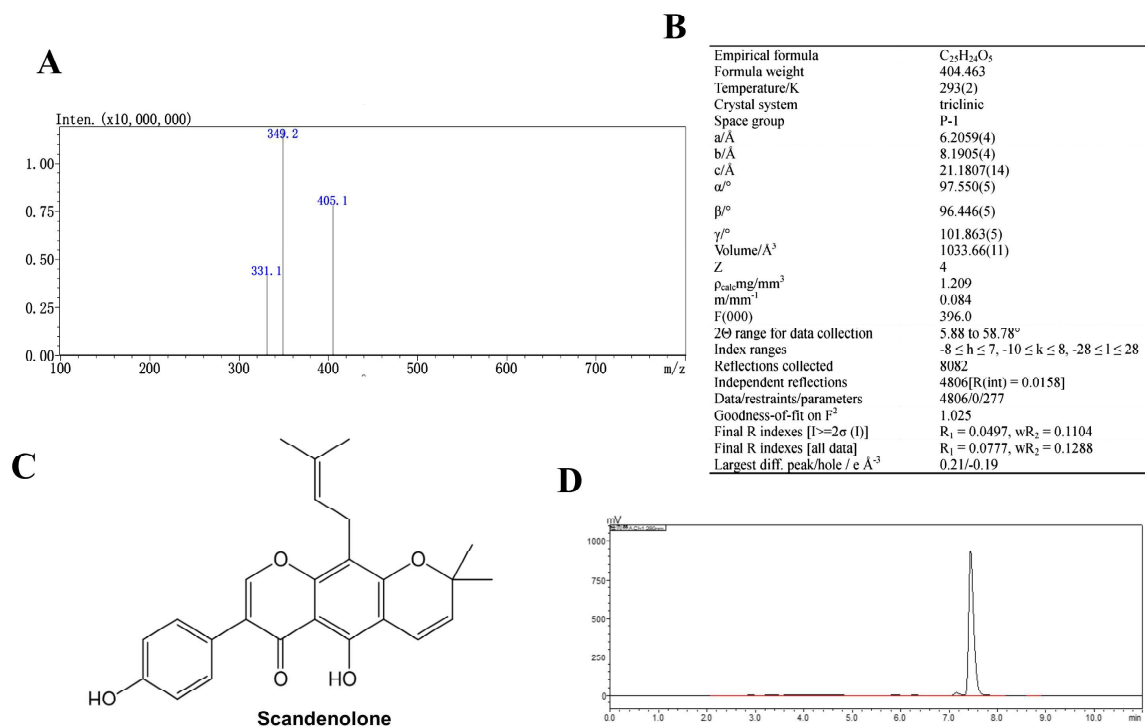 A
Inten. (x10,000,000)
349.2
405.1
331.1
1.00
0.75
0.50
0.25
0.00
100 200 300 400 500 600 700 m/z
B
Empirical formula C₂₅H₂₄O₅
Formula weight 404.463
Temperature/K 293(2)
Crystal system triclinic
Space group P-1
a/Å 6.2059(4)
b/Å 8.1905(4)
c/Å 21.1807(14)
α/° 97.550(5)
β/° 96.446(5)
γ/° 101.863(5)
Volume/Å³ 1033.66(11)
Z 4
ρcalcmg/mm³ 1.209
m/mm⁻¹ 0.084
F(000) 396.0
2Θ range for data collection 5.88 to 58.78°
Index ranges -8 ≤ h ≤ 7, -10 ≤ k ≤ 8, -28 ≤ l ≤ 28
Reflections collected 8082
Independent reflections 4806[R(int) = 0.0158]
Data/restraints/parameters 4806/0/277
Goodness-of-fit on F² 1.025
Final R indexes [I>=2σ (I)] R₁ = 0.0497, wR₂ = 0.1104
Final R indexes [all data] R₁ = 0.0777, wR₂ = 0.1288
Largest diff. peak/hole / e Å⁻³ 0.21/-0.19
C
O O
HO O HO
Scandenolone
D
mV
1000
750
500
250
0
0.0 1.0 2.0 3.0 4.0 5.0 6.0 7.0 8.0 9.0 10.0 min